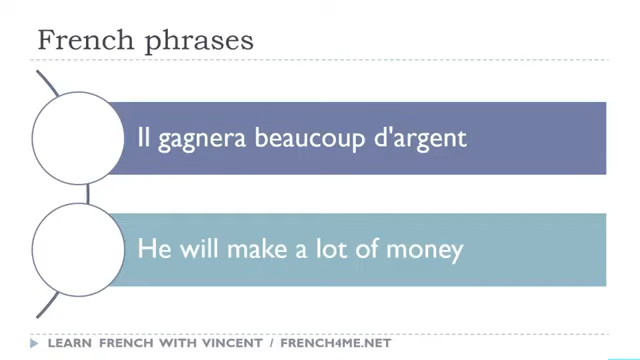 French phrases
Il gagnera beaucoup d'argent
He will make a lot of money
LEARN FRENCH WITH VINCENT / FRENCH4ME.NET